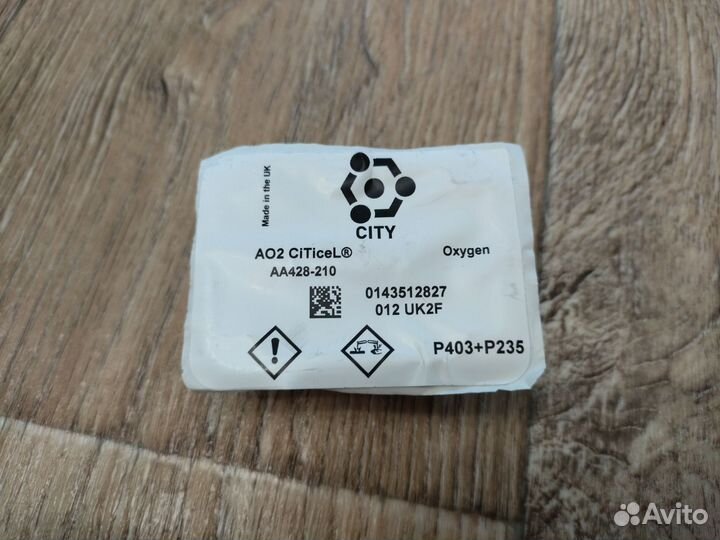 Made in the UK
CITY
AO2 CiTiceL®
Oxygen
AA428-210
0143512827
012 UK2F
P403+P235
Avito